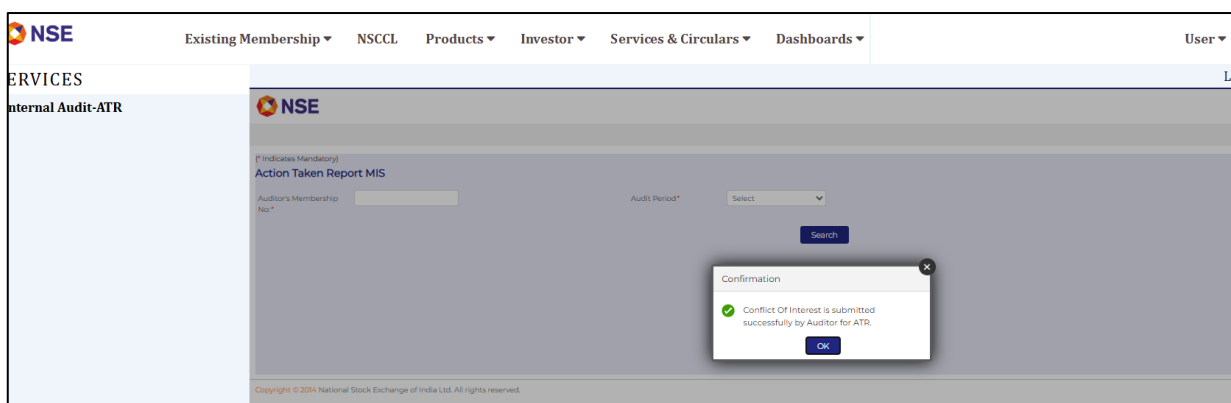 NSE
Existing Membership NSCCL Products Investor Services & Circulars Dashboards User
ERVICES
L
nternal Audit-ATR
NSE
(* Indicates Mandatory)
Action Taken Report MIS
Auditor's Membership No:*
Audit Period* Select
Search
Confirmation
Conflict Of Interest is submitted
successfully by Auditor for ATR.
OK
Copyright © 2014 National Stock Exchange of India Ltd. All rights reserved.